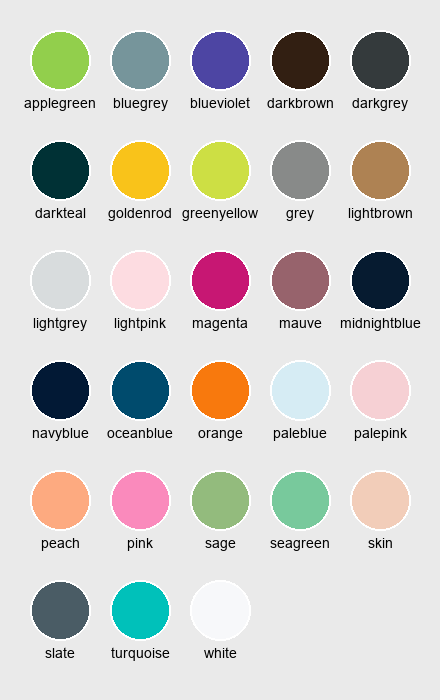 applegreen bluegrey blueviolet darkbrown darkgrey
darkteal goldenrod greenyellow grey lightbrown
lightgrey lightpink magenta mauve midnightblue
navyblue oceanblue orange paleblue palepink
peach pink sage seagreen skin
slate turquoise white